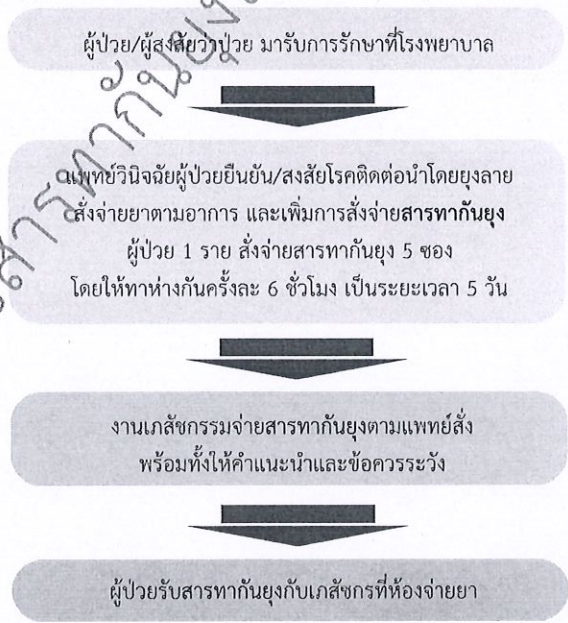 ผู้ป่วย/ผู้สงสัยว่าป่วย มารับการรักษาที่โรงพยาบาล
แพทย์วินิจฉัยผู้ป่วยยืนยัน/สงสัยโรคติดต่อนำโดยยุงลาย
สั่งจ่ายยาตามอาการ และเพิ่มการสั่งจ่ายสารทากันยุง
ผู้ป่วย 1 ราย สั่งจ่ายสารทากันยุง 5 ซอง
โดยให้ทาห่างกันครั้งละ 6 ชั่วโมง เป็นระยะเวลา 5 วัน
งานเภสัชกรรมจ่ายสารทากันยุงตามแพทย์สั่ง
พร้อมทั้งให้คำแนะนำและข้อควรระวัง
ผู้ป่วยรับสารทากันยุงกับเภสัชกรที่ห้องจ่ายยา
สารทากันยุง